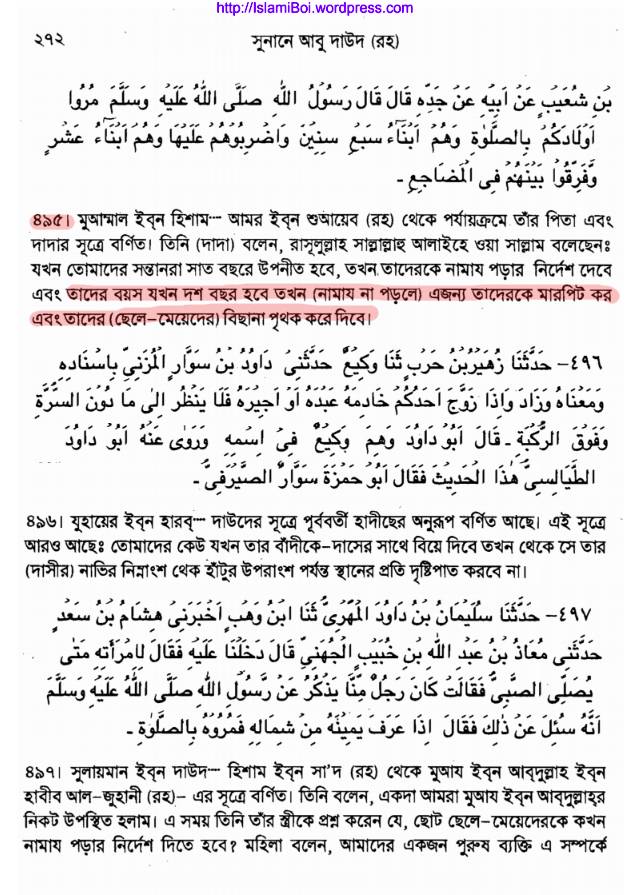 http://IslamiBoi.wordpress.com
২৭২ সুনানে আবু দাউদ (রহ)
بْنِ شُعَيْبٍ عَنْ اَبِيْهِ عَنْ جَدِّهِ قَالَ قَالَ رَسُوْلُ اللّٰهِ صَلَّى اللّٰهُ عَلَيْهِ وَسَلَّمَ مُرُوْا
اَوْلَادَكُمْ بِالصَّلٰوةِ وَهُمْ اَبْنَآءُ سَبْعِ سِنِيْنَ وَاضْرِبُوْهُمْ عَلَيْهَا وَهُمْ اَبْنَآءُ عَشْرٍ
وَّفَرِّقُوْا بَيْنَهُمْ فِى الْمَضَاجِعِ ـ
৪৯৫। মুআম্মাল ইব্‌ন হিশাম… আমর ইব্‌ন শুআয়েব (রহ) থেকে পর্যায়ক্রমে তাঁর পিতা এবং
দাদার সূত্রে বর্ণিত। তিনি (দাদা) বলেন, রাসূলুল্লাহ সাল্লাল্লাহু আলাইহে ওয়া সাল্লাম বলেছেনঃ
যখন তোমাদের সন্তানরা সাত বছরে উপনীত হবে, তখন তাদেরকে নামায পড়ার নির্দেশ দেবে
এবং তাদের বয়স যখন দশ বছর হবে তখন (নামায না পড়লে) এজন্য তাদেরকে মারপিট কর
এবং তাদের (ছেলে-মেয়েদের) বিছানা পৃথক করে দিবে।
٤٩٦- حَدَّثَنَا زُهَيْرُ بْنُ حَرْبٍ ثَنَا وَكِيْعٌ حَدَّثَنِىْ دَاوُدُ بْنُ سَوَّارٍ الْمُزَنِىُّ بِاِسْنَادِهِ
وَمَعْنَاهُ وَزَادَ وَاِذَا زَوَّجَ اَحَدُكُمْ خَادِمَهُ عَبْدَهُ اَوْ اَجِيْرَهُ فَلَا يَنْظُرْ اِلٰى مَا دُوْنَ السُّرَّةِ
وَفَوْقَ الرُّكْبَةِ ـ قَالَ اَبُوْ دَاوُدَ وَهِمَ وَكِيْعٌ فِىْ اِسْمِهِ وَرَوٰى عَنْهُ اَبُوْ دَاوُدَ
الطَّيَالِسِىُّ هٰذَا الْحَدِيْثَ فَقَالَ اَبُوْ حَمْزَةَ سَوَّارٌ الصَّيْرَفِىُّ ـ
৪৯৬। যুহায়ের ইব্‌ন হারব্… দাউদের সূত্রে পূর্ববর্তী হাদীছের অনুরূপ বর্ণিত আছে। এই সূত্রে
আরও আছেঃ তোমাদের কেউ যখন তার বাঁদীকে-দাসের সাথে বিয়ে দিবে তখন থেকে সে তার
(দাসীর) নাভির নিম্নাংশ থেক হাঁটুর উপরাংশ পর্যন্ত স্থানের প্রতি দৃষ্টিপাত করবে না।
٤٩٧- حَدَّثَنَا سُلَيْمَانُ بْنُ دَاوُدَ الْمَهْرِىُّ ثَنَا ابْنُ وَهْبٍ اَخْبَرَنِىْ هِشَامُ بْنُ سَعْدٍ
حَدَّثَنِىْ مُعَاذُ بْنُ عَبْدِ اللّٰهِ بْنِ خُبَيْبٍ الْجُهَنِىُّ قَالَ دَخَلْنَا عَلَيْهِ فَقَالَ لِامْرَأَتِهِ مَتٰى
يُصَلِّى الصَّبِىُّ فَقَالَتْ كَانَ رَجُلٌ مِّنَّا يَذْكُرُ عَنْ رَّسُوْلِ اللّٰهِ صَلَّى اللّٰهُ عَلَيْهِ وَسَلَّمَ
اَنَّهُ سُئِلَ عَنْ ذٰلِكَ فَقَالَ اِذَا عَرَفَ يَمِيْنَهُ مِنْ شِمَالِهِ فَمُرُوْهُ بِالصَّلٰوةِ ـ
৪৯৭। সুলায়মান ইব্‌ন দাউদ… হিশাম ইব্‌ন সা'দ (রহ) থেকে মুআয ইব্‌ন আব্দুল্লাহ ইব্‌ন
হাবীব আল-জুহানী (রহ)- এর সূত্রে বর্ণিত। তিনি বলেন, একদা আমরা মুআয ইব্‌ন আব্দুল্লাহ্‌র
নিকট উপস্থিত হলাম। এ সময় তিনি তাঁর স্ত্রীকে প্রশ্ন করেন যে, ছোট ছেলে-মেয়েদেরকে কখন
নামায পড়ার নির্দেশ দিতে হবে? মহিলা বলেন, আমাদের একজন পুরুষ ব্যক্তি এ সম্পর্কে